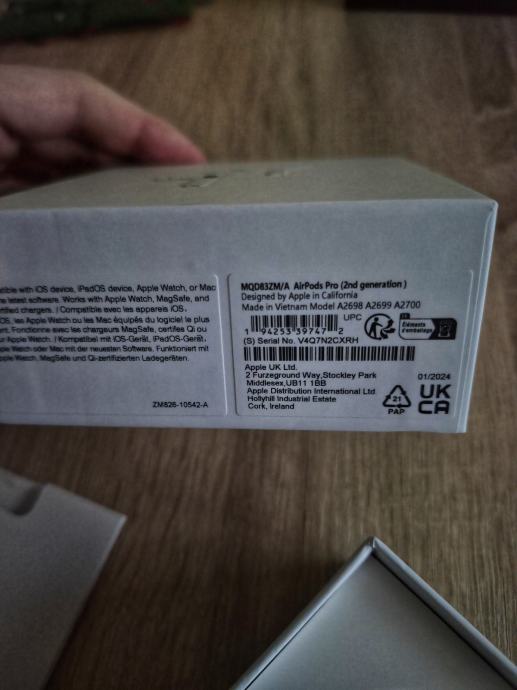 tible with iOS device, iPadOS device, Apple Watch, or Mac
latest software. Works with Apple Watch, MagSafe, and
rtified chargers. / Compatible avec les appareils iOS,
OS, les Apple Watch ou les Mac équipés du logiciel le plus
Fonctionne avec les chargeurs MagSafe, certifiés Qi ou
ur Apple Watch. / Kompatibel mit iOS-Gerät, iPadOS-Gerät,
Apple Watch oder Mac mit der neuesten Software. Funktioniert mit
Apple Watch, MagSafe und Qi-zertifizierten Ladegeräten.
ZM826-10542-A
MQD83ZM/A AirPods Pro (2nd generation )
Designed by Apple in California
Made in Vietnam Model A2698 A2699 A2700
UPC
1 94253 39747 2
Éléments
d'emballage
(S) Serial No. V4Q7N2CXRH
Apple UK Ltd.
2 Furzeground Way,Stockley Park
Middlesex,UB11 1BB
Apple Distribution International Ltd.
Hollyhill Industrial Estate
Cork, Ireland
21
PAP
01/2024
UK
CA